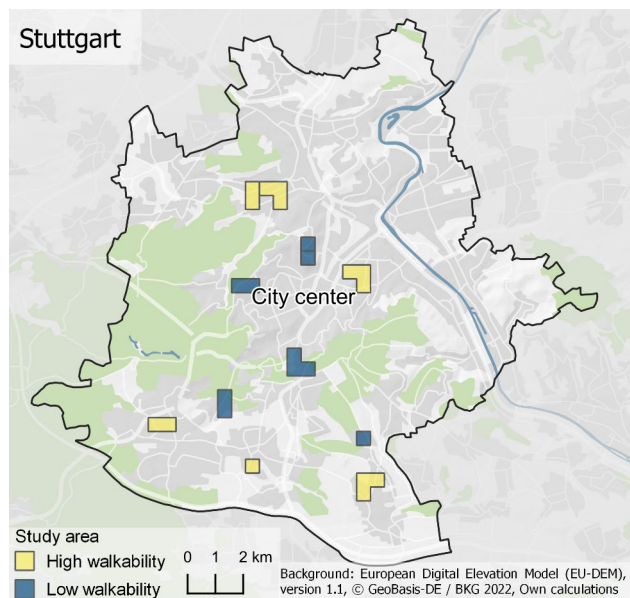 Stuttgart
City center
Study area
High walkability
Low walkability
0 1 2 km
Background: European Digital Elevation Model (EU-DEM),
version 1.1, © GeoBasis-DE / BKG 2022, Own calculations